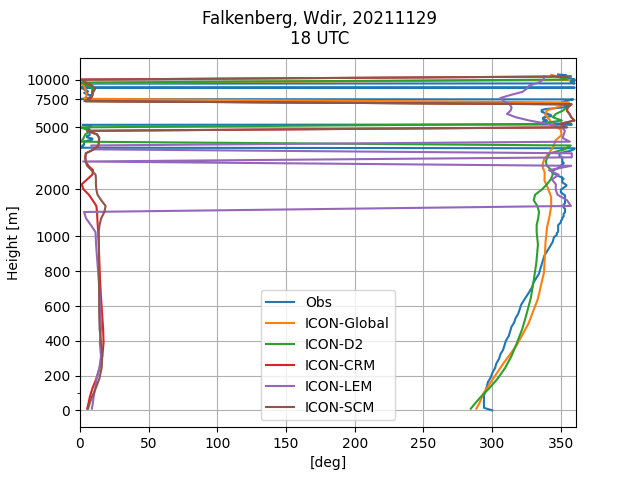 Falkenberg, Wdir, 20211129
18 UTC
10000
7500
5000
2000
1000
800
600
400
200
0
Height [m]
Obs
ICON-Global
ICON-D2
ICON-CRM
ICON-LEM
ICON-SCM
0 50 100 150 200 250 300 350
[deg]